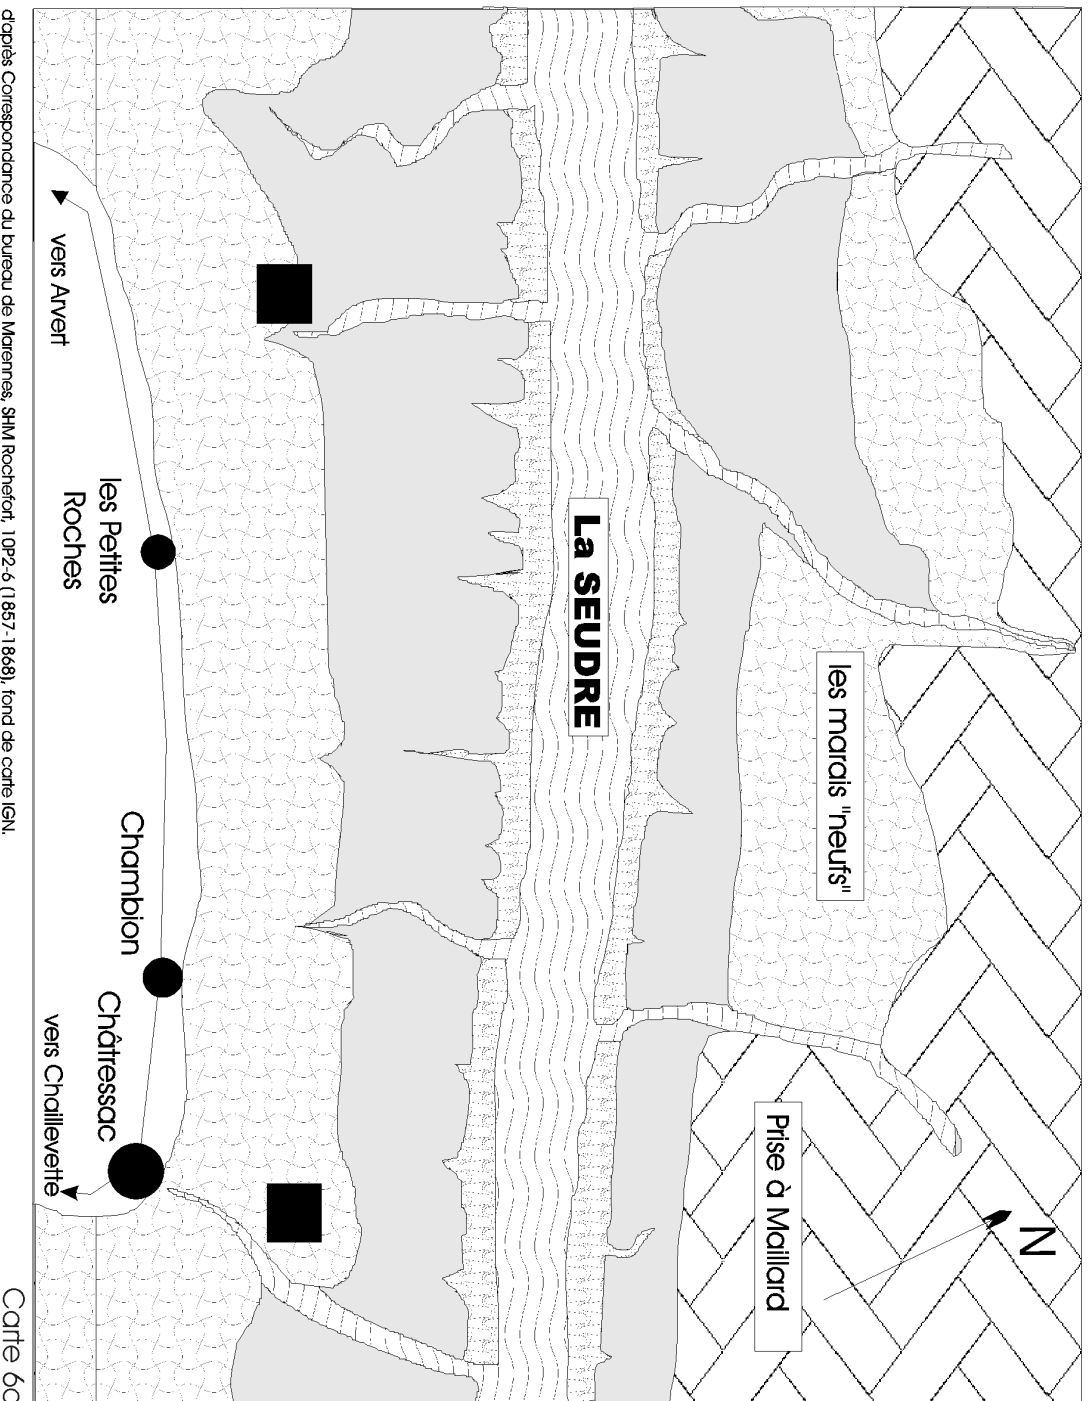 N
Prise à Maillard
les marais "neufs"
La SEUDRE
Chambion
Châtressac
les Petites
Roches
vers Arvert
vers Chaillevette
d'après Correspondance du bureau de Marennes, SHM Rochefort, 10P2-6 (1857-1868), fond de carte IGN.